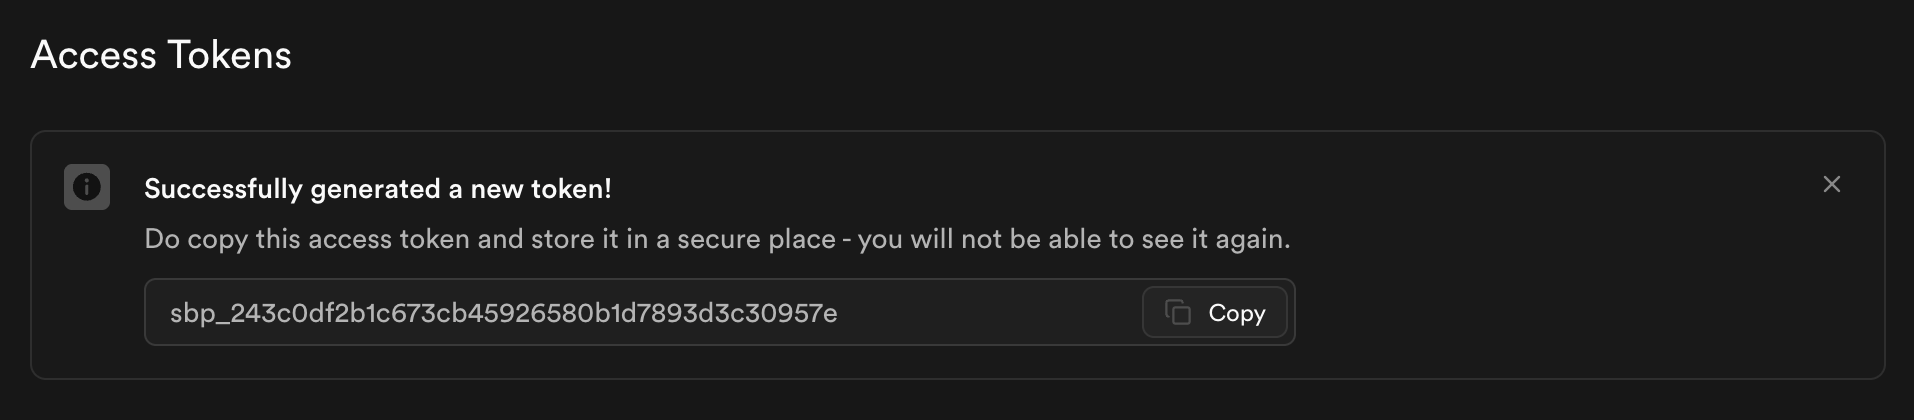 Access Tokens
Successfully generated a new token!
Do copy this access token and store it in a secure place - you will not be able to see it again.
sbp_243c0df2b1c673cb45926580b1d7893d3c30957e
Copy